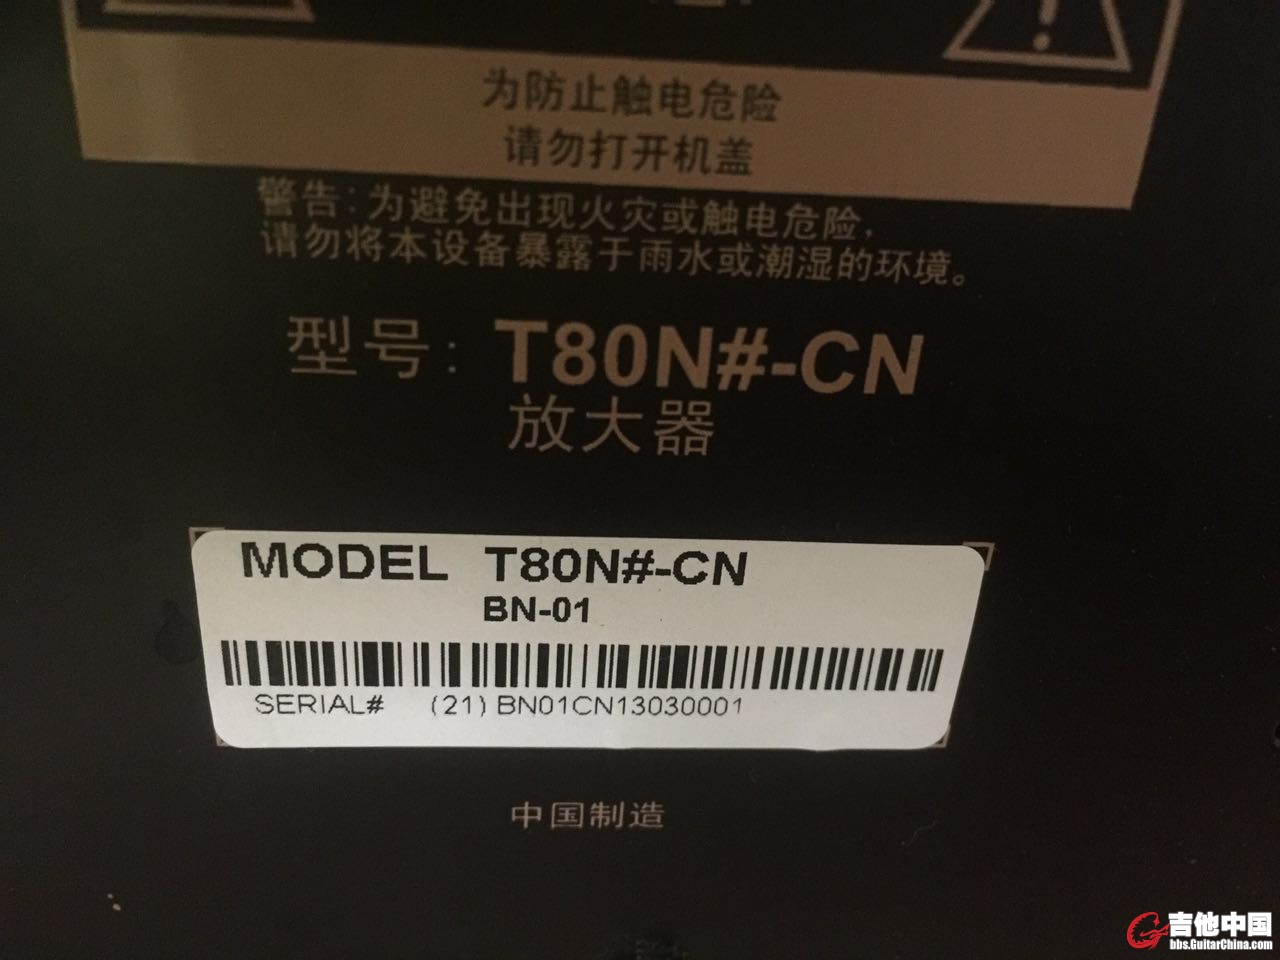 为防止触电危险
请勿打开机盖
警告:为避免出现火灾或触电危险,
请勿将本设备暴露于雨水或潮湿的环境。
型号: T80N#-CN
放大器
MODEL T80N#-CN
BN-01
SERIAL# (21) BN01CN13030001
中国制造
吉他中国
bbs.GuitarChina.com